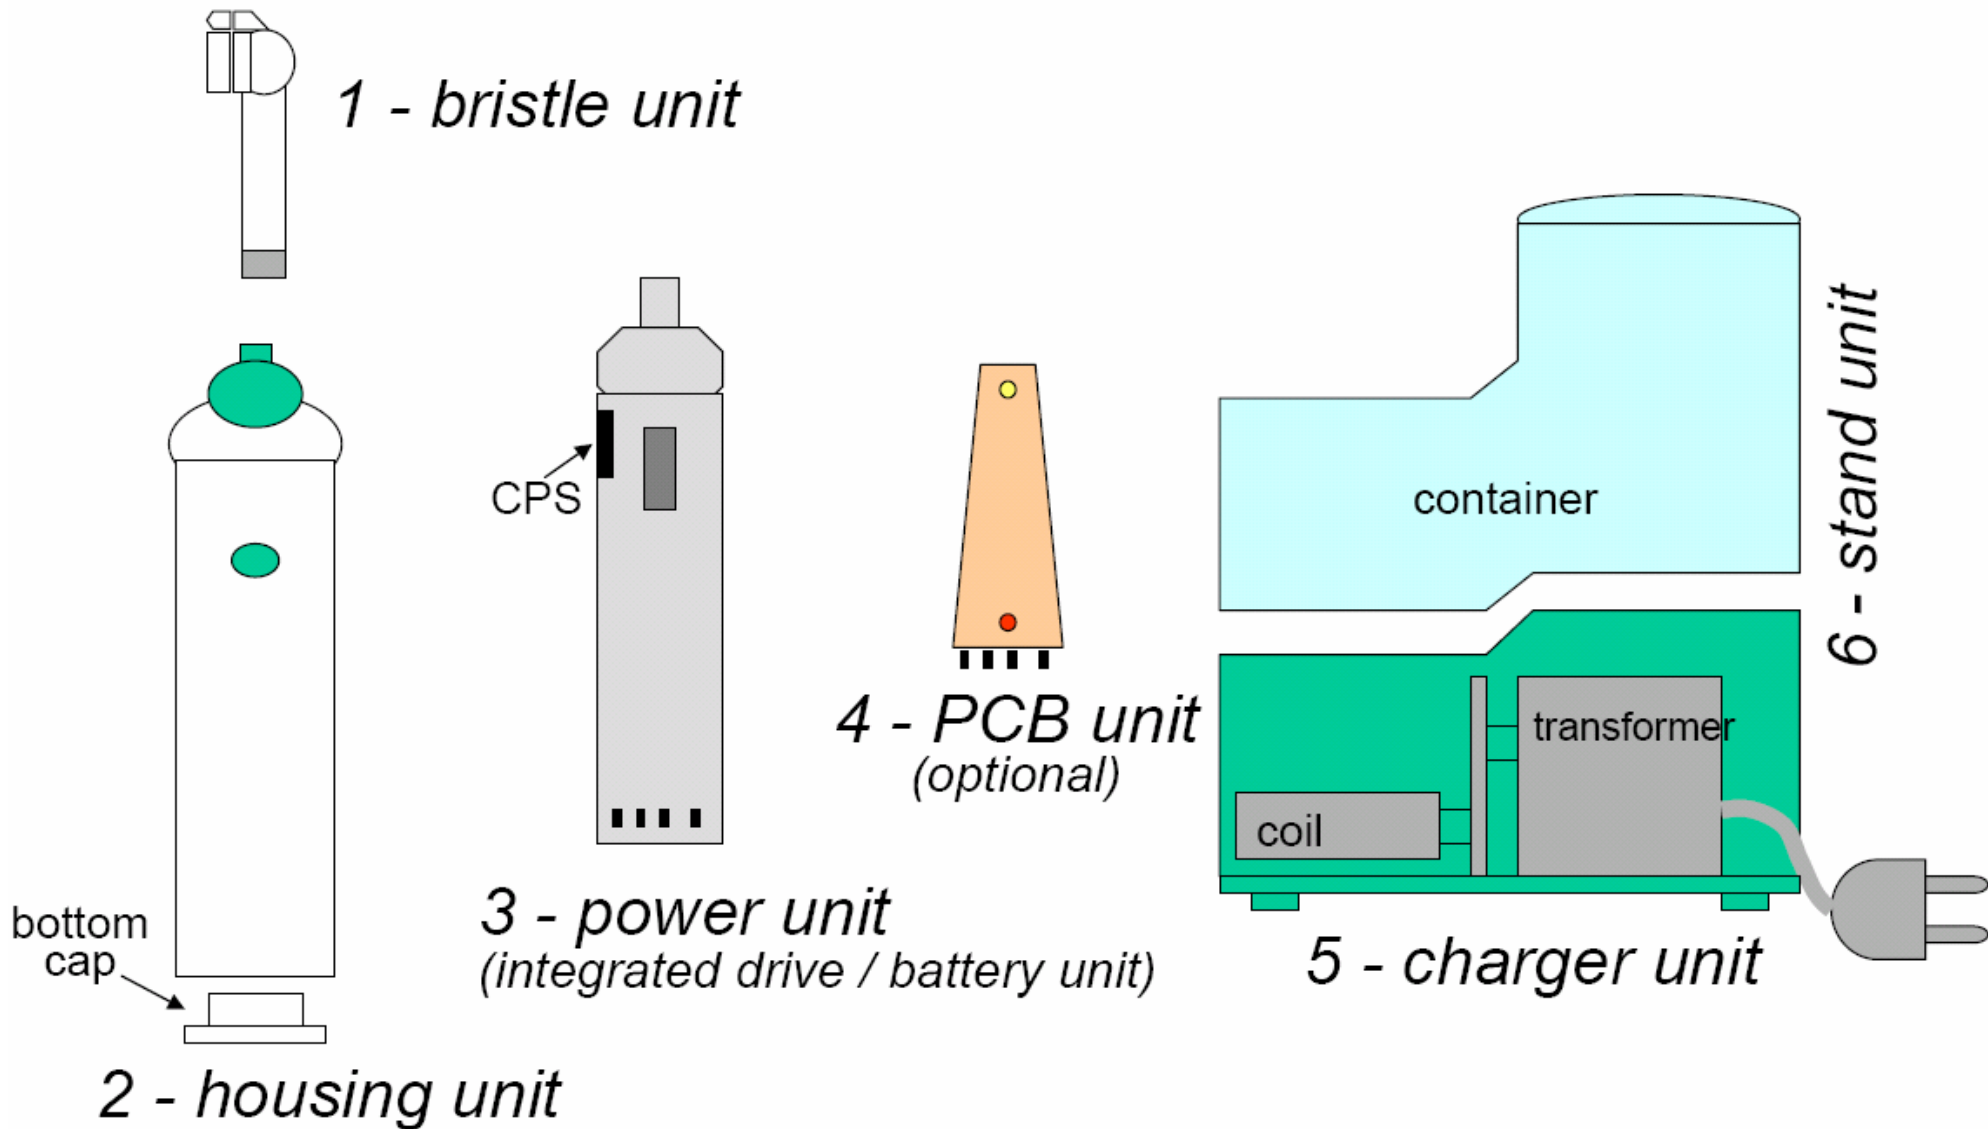 1 - bristle unit
CPS
bottom
cap
2 - housing unit
3 - power unit
(integrated drive / battery unit)
4 - PCB unit
(optional)
container
transformer
coil
5 - charger unit
6 - stand unit